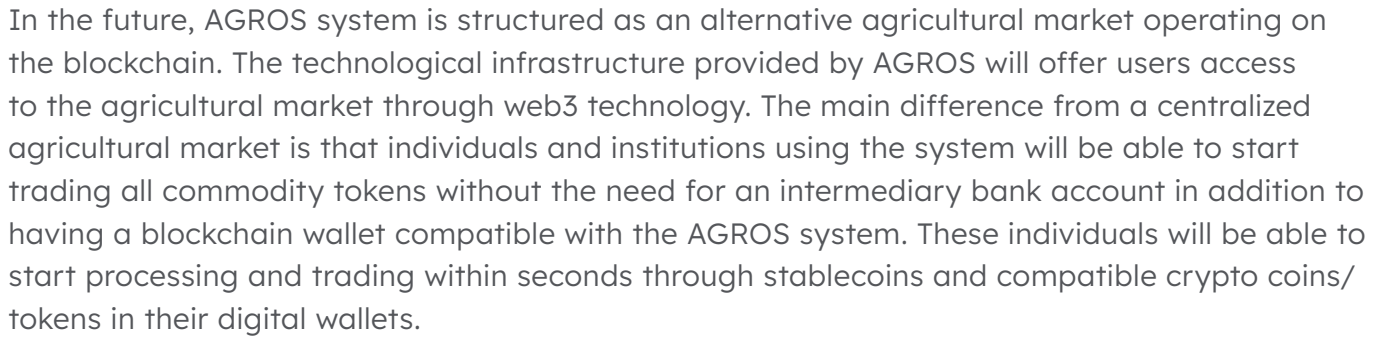 In the future, AGROS system is structured as an alternative agricultural market operating on
the blockchain. The technological infrastructure provided by AGROS will offer users access
to the agricultural market through web3 technology. The main difference from a centralized
agricultural market is that individuals and institutions using the system will be able to start
trading all commodity tokens without the need for an intermediary bank account in addition to
having a blockchain wallet compatible with the AGROS system. These individuals will be able to
start processing and trading within seconds through stablecoins and compatible crypto coins/
tokens in their digital wallets.